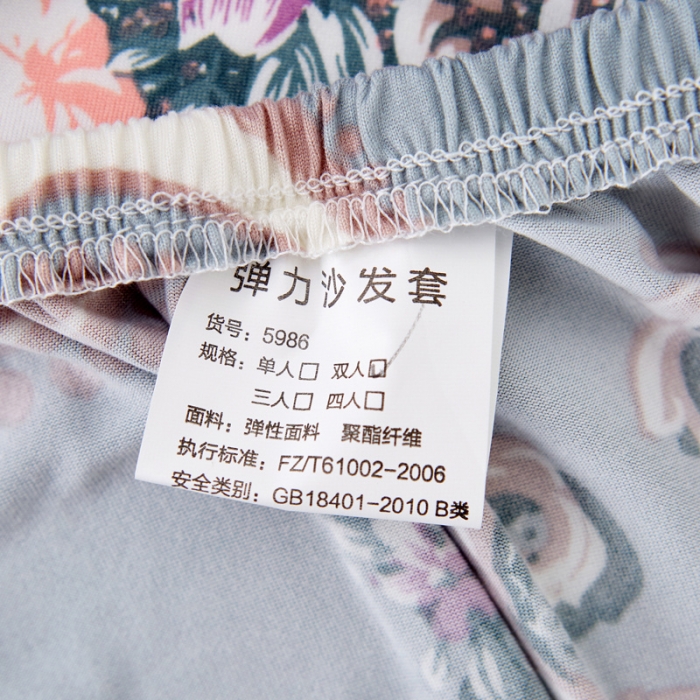 弹力沙发套
货号：5986
规格：单人□ 双人□
三人□ 四人□
面料：弹性面料 聚酯纤维
执行标准：FZ/T61002-2006
安全类别：GB18401-2010 B类